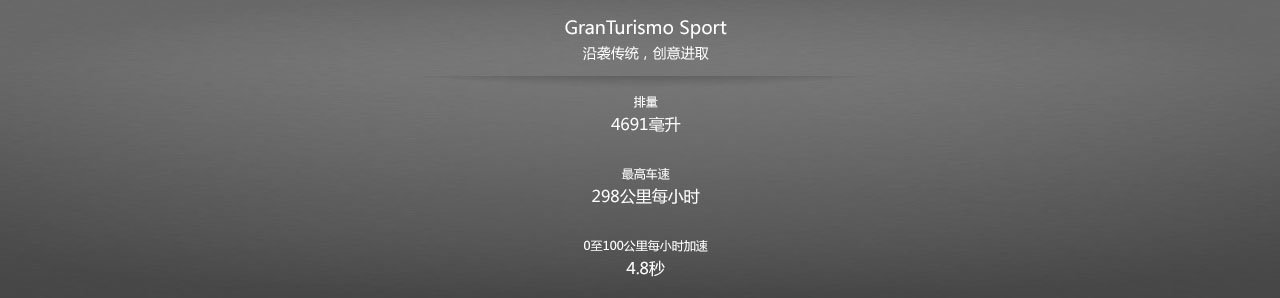 GranTurismo Sport
沿袭传统，创意进取
排量
4691毫升
最高车速
298公里每小时
0至100公里每小时加速
4.8秒